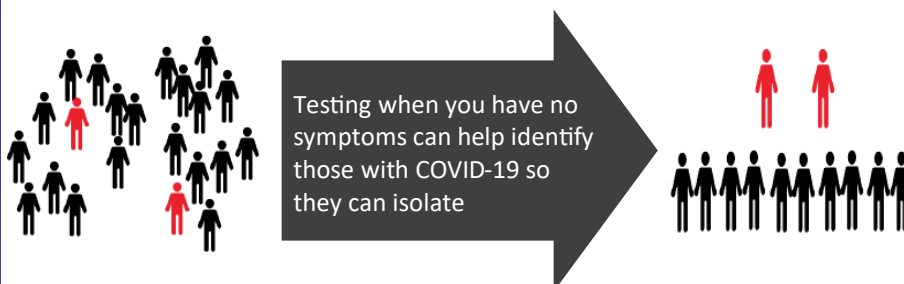 Testing when you have no
symptoms can help identify
those with COVID-19 so
they can isolate